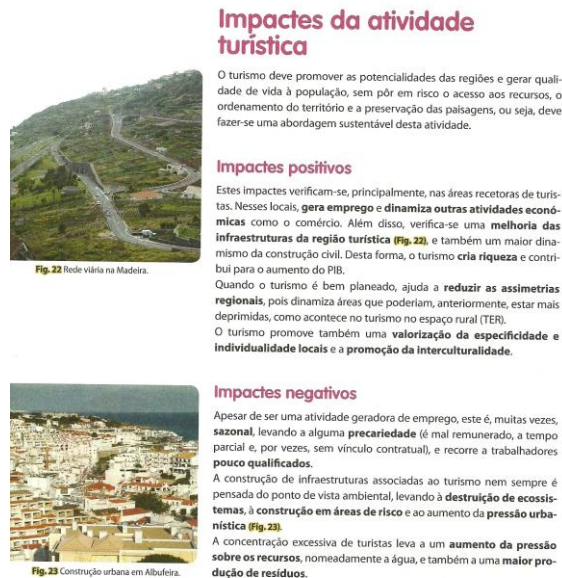 Impactes da atividade
turística
O turismo deve promover as potencialidades das regiões e gerar quali-
dade de vida à população, sem pôr em risco o acesso aos recursos, o
ordenamento do território e a preservação das paisagens, ou seja, deve
fazer-se uma abordagem sustentável desta atividade.
Impactes positivos
Estes impactes verificam-se, principalmente, nas áreas recetoras de turis-
tas. Nesses locais, gera emprego e dinamiza outras atividades econó-
micas como o comércio. Além disso, verifica-se uma melhoria das
infraestruturas da região turística (Fig. 22), e também um maior dina-
mismo da construção civil. Desta forma, o turismo cria riqueza e contri-
bui para o aumento do PIB.
Quando o turismo é bem planeado, ajuda a reduzir as assimetrias
regionais, pois dinamiza áreas que poderiam, anteriormente, estar mais
deprimidas, como acontece no turismo no espaço rural (TER).
O turismo promove também uma valorização da especificidade e
individualidade locais e a promoção da interculturalidade.
Fig. 22 Rede viária na Madeira.
Impactes negativos
Apesar de ser uma atividade geradora de emprego, este é, muitas vezes,
sazonal, levando a alguma precariedade (é mal remunerado, a tempo
parcial e, por vezes, sem vínculo contratual), e recorre a trabalhadores
pouco qualificados.
A construção de infraestruturas associadas ao turismo nem sempre é
pensada do ponto de vista ambiental, levando à destruição de ecossis-
temas, à construção em áreas de risco e ao aumento da pressão urba-
nística (Fig. 23).
A concentração excessiva de turistas leva a um aumento da pressão
sobre os recursos, nomeadamente a água, e também a uma maior pro-
dução de resíduos.
Fig. 23 Construção urbana em Albufeira.